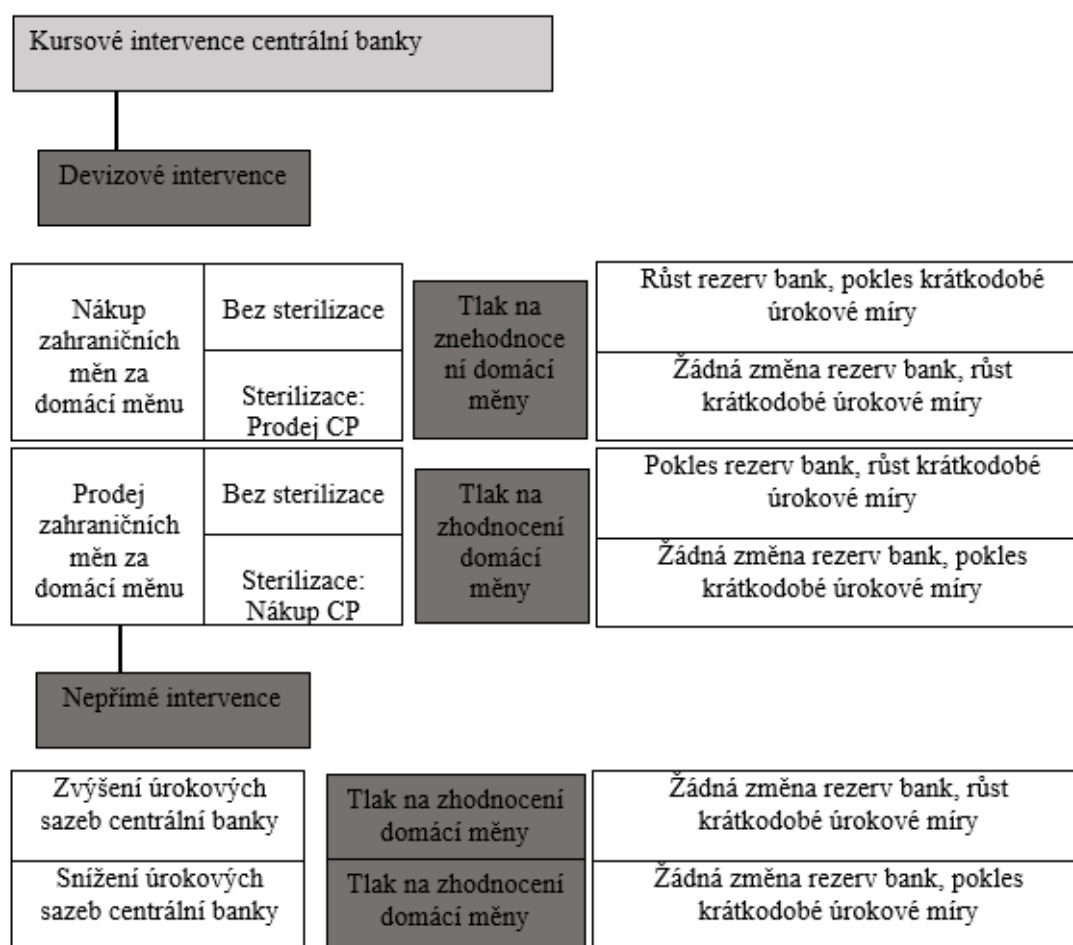 Kursové intervence centrální banky
Devizové intervence
Nákup
zahraničních
měn za
domácí měnu
Bez sterilizace
Sterilizace:
Prodej CP
Tlak na
znehodnoce
ní domácí
měny
Růst rezerv bank, pokles krátkodobé
úrokové míry
Žádná změna rezerv bank, růst
krátkodobé úrokové míry
Prodej
zahraničních
měn za
domácí měnu
Bez sterilizace
Sterilizace:
Nákup CP
Tlak na
zhodnocení
domácí
měny
Pokles rezerv bank, růst krátkodobé
úrokové míry
Žádná změna rezerv bank, pokles
krátkodobé úrokové míry
Nepřímé intervence
Zvýšení úrokových
sazeb centrální banky
Tlak na zhodnocení
domácí měny
Žádná změna rezerv bank, růst
krátkodobé úrokové míry
Snížení úrokových
sazeb centrální banky
Tlak na zhodnocení
domácí měny
Žádná změna rezerv bank, pokles
krátkodobé úrokové míry